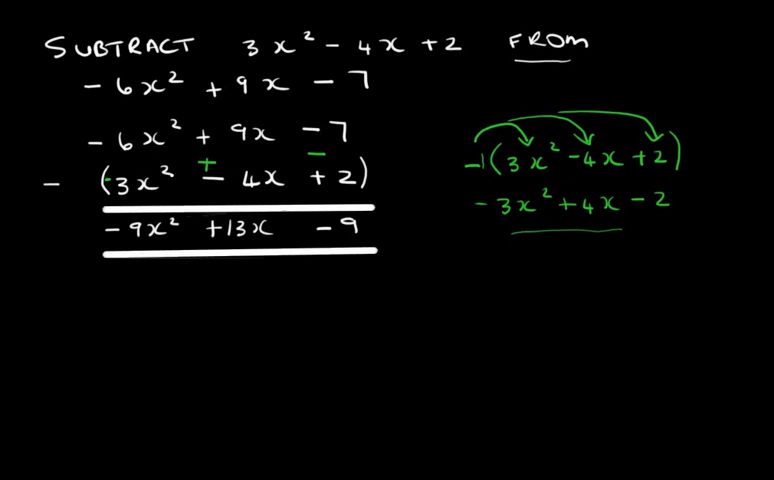 SUBTRACT 3x² - 4x + 2 FROM
- 6x² + 9x - 7
- 6x² + 9x - 7
- (3x² - 4x + 2)
- + -
- 9x² + 13x - 9
-1(3x² - 4x + 2)
- 3x² + 4x - 2